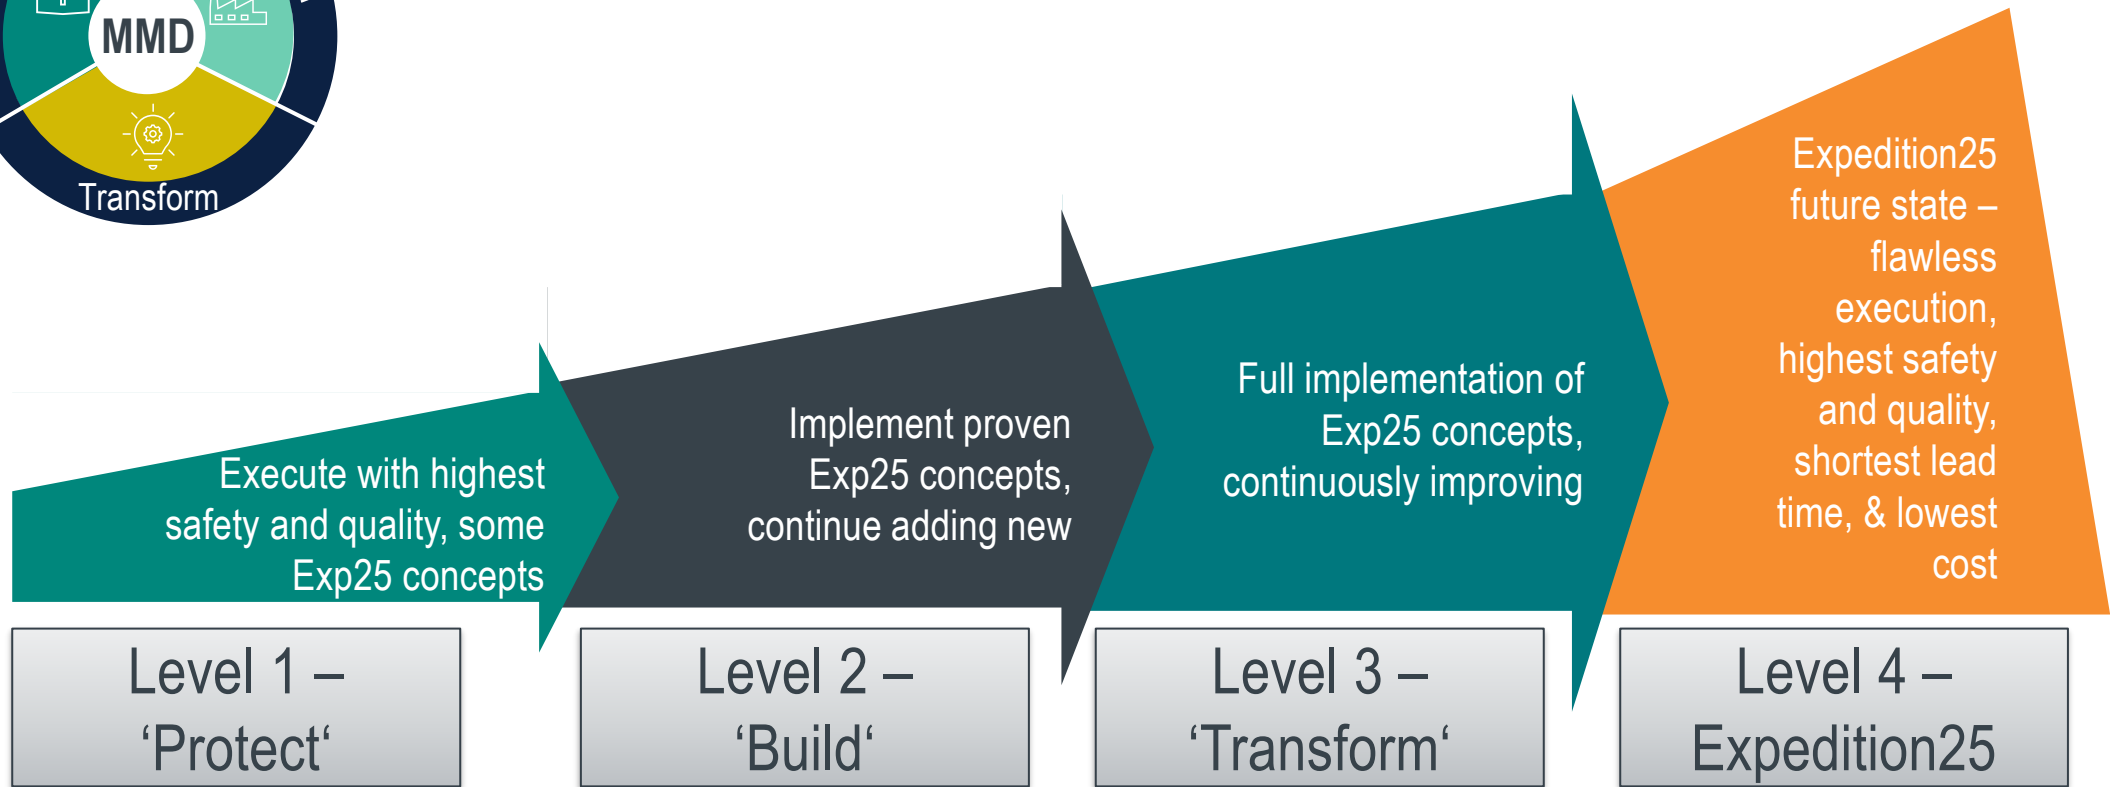 MMD
Transform
Execute with highest
safety and quality, some
Exp25 concepts
Implement proven
Exp25 concepts,
continue adding new
Full implementation of
Exp25 concepts,
continuously improving
Expedition25
future state –
flawless
execution,
highest safety
and quality,
shortest lead
time, & lowest
cost
Level 1 –
‘Protect‘
Level 2 –
‘Build‘
Level 3 –
‘Transform‘
Level 4 –
Expedition25